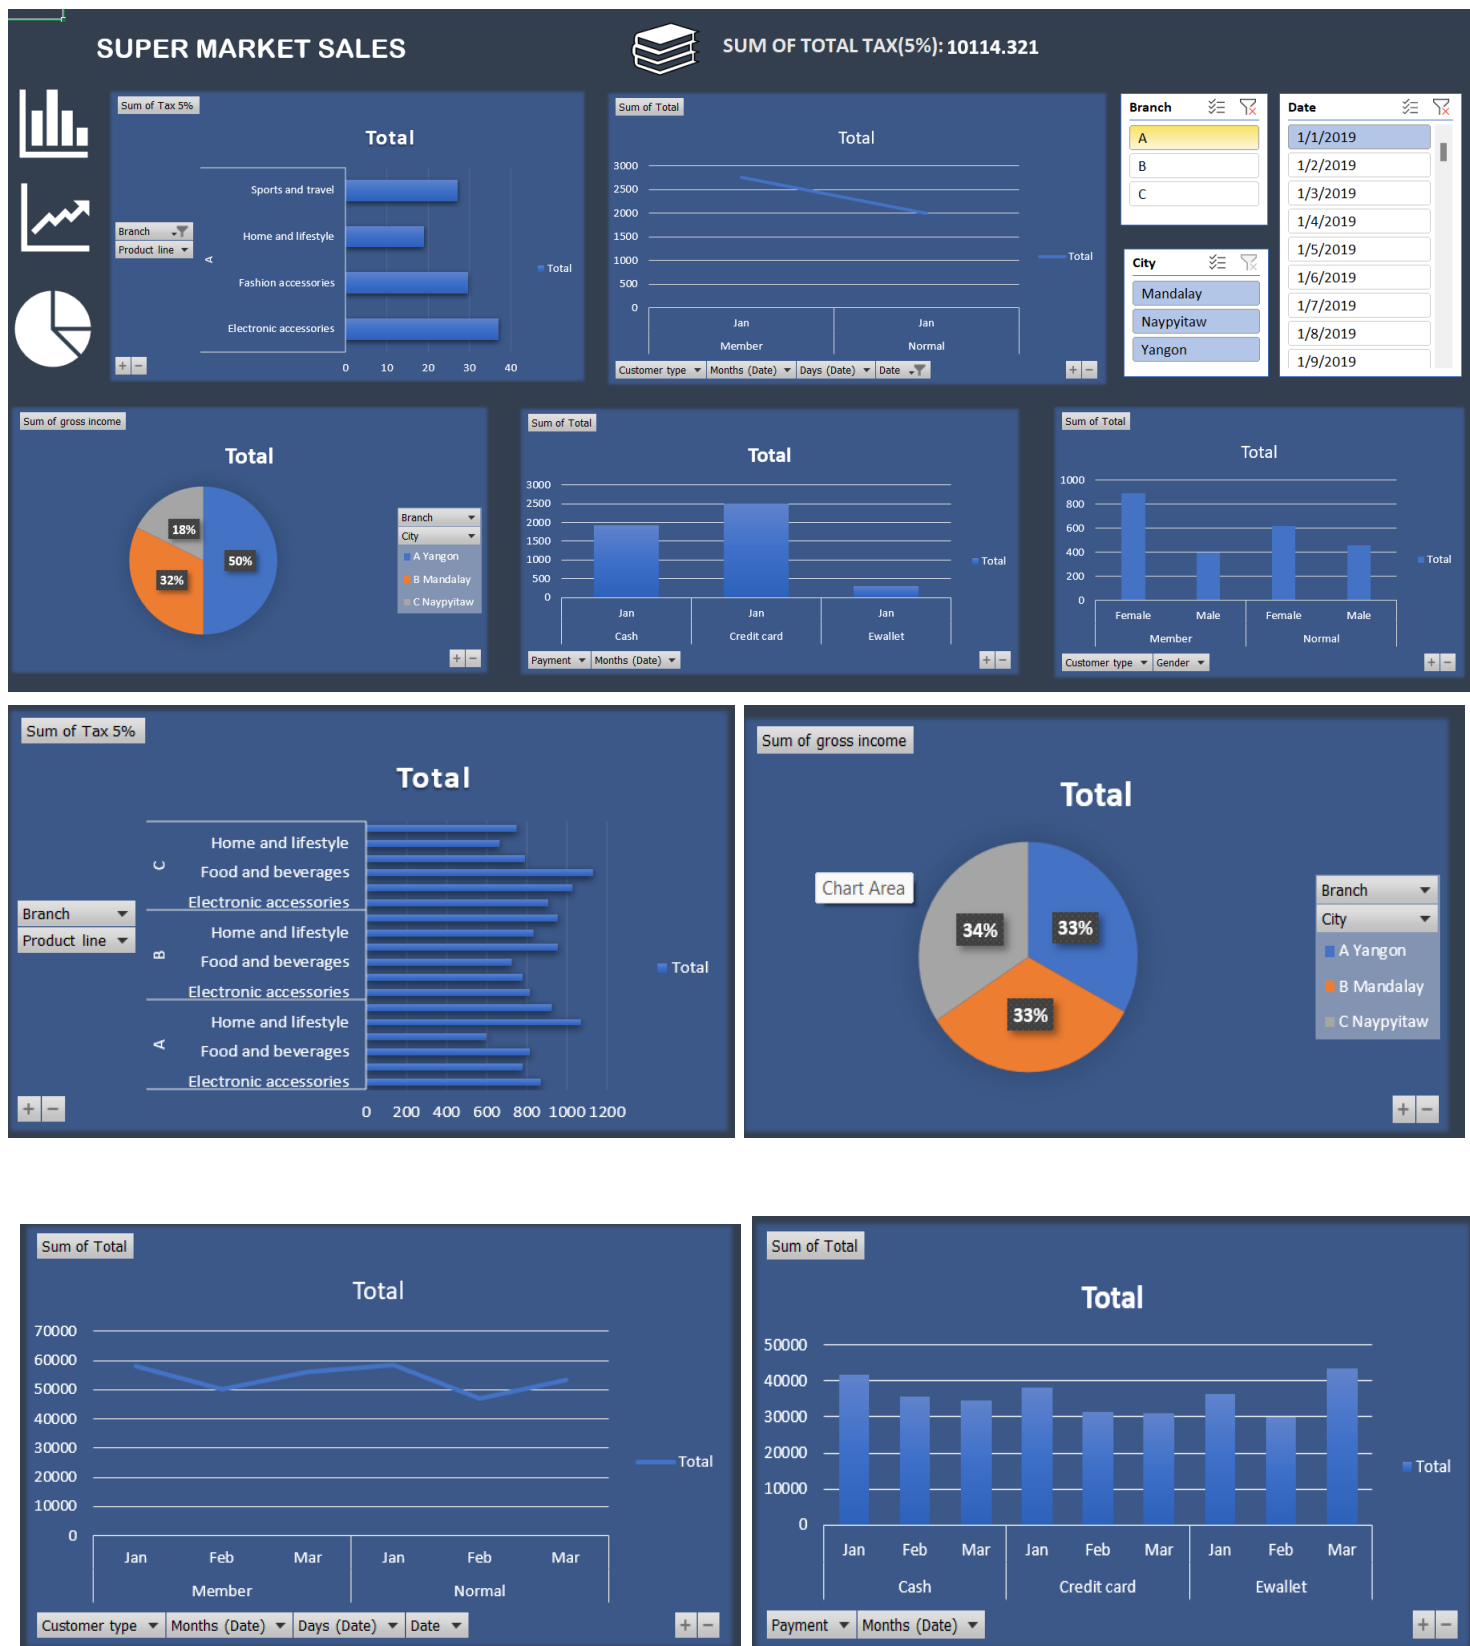 SUPER MARKET SALES
SUM OF TOTAL TAX(5%): 10114.321
Sum of Tax 5%
Total
Sports and travel
Home and lifestyle
Fashion accessories
Electronic accessories
A
0 10 20 30 40
Branch
Product line
Total
+ −
Sum of Total
Total
3000
2500
2000
1500
1000
500
0
Jan Jan
Member Normal
Total
Customer type Months (Date) Days (Date) Date
+ −
Branch
A
B
C
City
Mandalay
Naypyitaw
Yangon
Date
1/1/2019
1/2/2019
1/3/2019
1/4/2019
1/5/2019
1/6/2019
1/7/2019
1/8/2019
1/9/2019
Sum of gross income
Total
18%
50%
32%
Branch
City
A Yangon
B Mandalay
C Naypyitaw
+ −
Sum of Total
Total
3000
2500
2000
1500
1000
500
0
Jan Jan Jan
Cash Credit card Ewallet
Total
Payment Months (Date)
+ −
Sum of Total
Total
1000
800
600
400
200
0
Female Male Female Male
Member Normal
Total
Customer type Gender
+ −
Sum of Tax 5%
Total
C
Home and lifestyle
Food and beverages
Electronic accessories
B
Home and lifestyle
Food and beverages
Electronic accessories
A
Home and lifestyle
Food and beverages
Electronic accessories
0 200 400 600 800 1000 1200
Branch
Product line
Total
+ −
Sum of gross income
Total
Chart Area
34%
33%
33%
Branch
City
A Yangon
B Mandalay
C Naypyitaw
+ −
Sum of Total
Total
70000
60000
50000
40000
30000
20000
10000
0
Jan Feb Mar Jan Feb Mar
Member Normal
Total
Customer type Months (Date) Days (Date) Date
+ −
Sum of Total
Total
50000
40000
30000
20000
10000
0
Jan Feb Mar Jan Feb Mar Jan Feb Mar
Cash Credit card Ewallet
Total
Payment Months (Date)
+ −